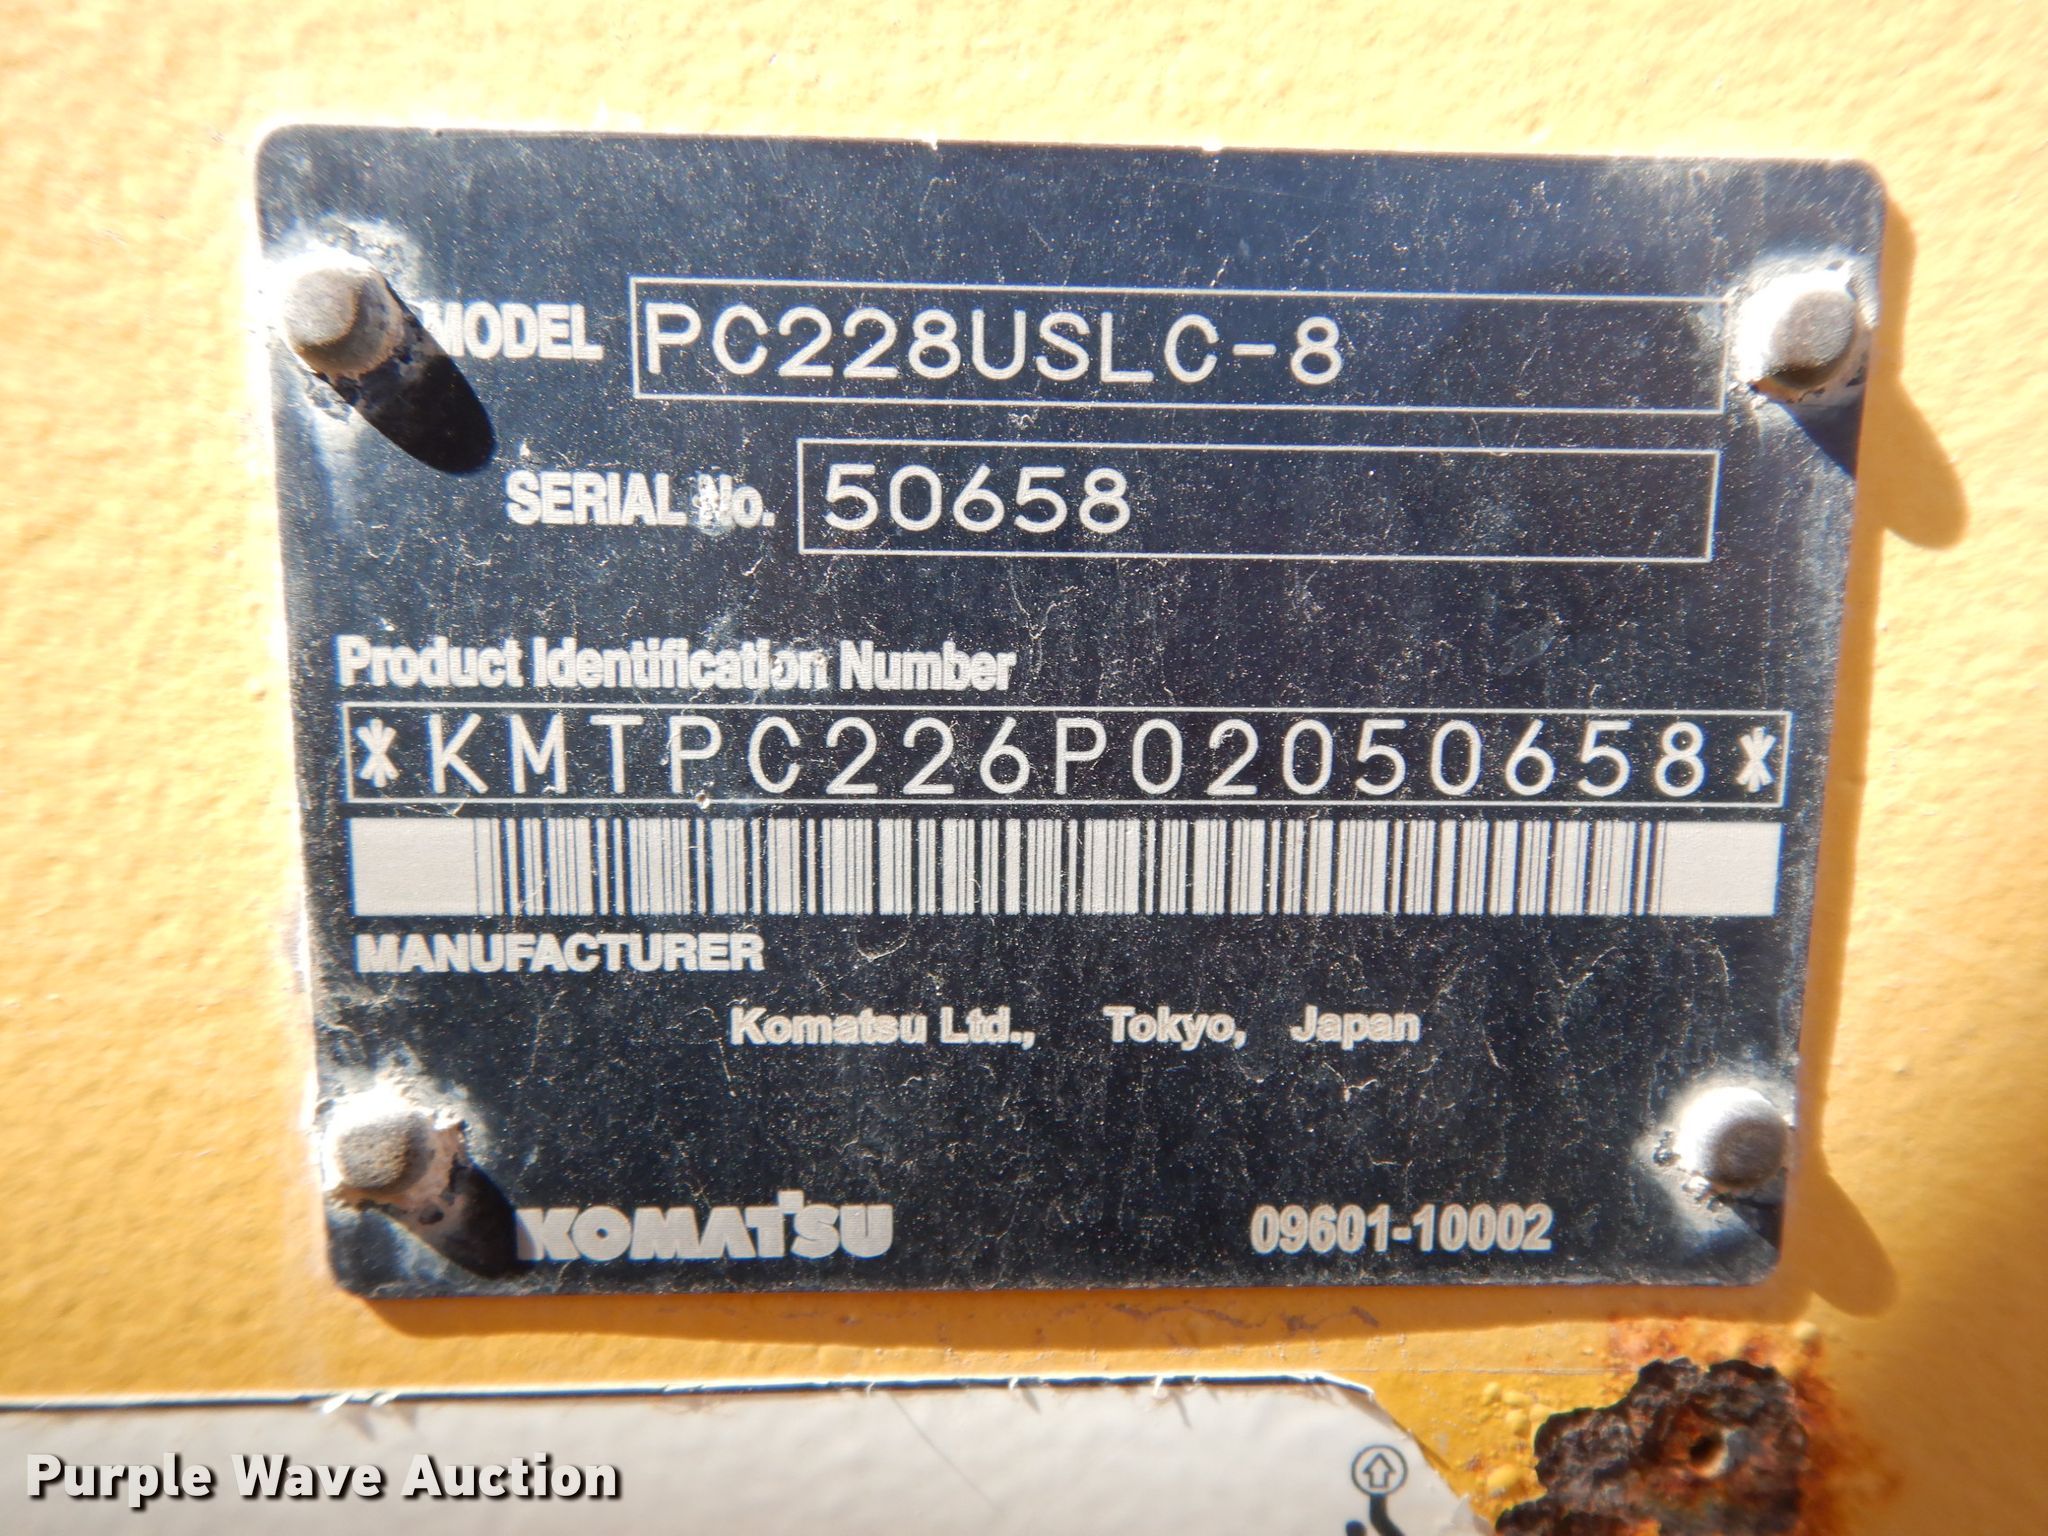 MODEL PC228USLC-8
SERIAL No. 50658
Product Identification Number
*KMTPC226P02050658*
MANUFACTURER
Komatsu Ltd., Tokyo, Japan
KOMATSU 09601-10002
Purple Wave Auction